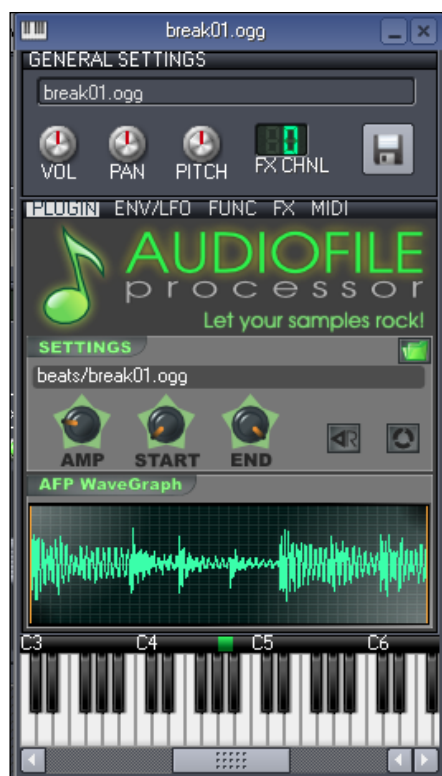 break01.ogg
GENERAL SETTINGS
break01.ogg
0
VOL PAN PITCH FX CHNL
PLUGIN ENV/LFO FUNC FX MIDI
AUDIOFILE
processor
Let your samples rock!
SETTINGS
beats/break01.ogg
R
AMP START END
AFP WaveGraph
C3 C4 C5 C6